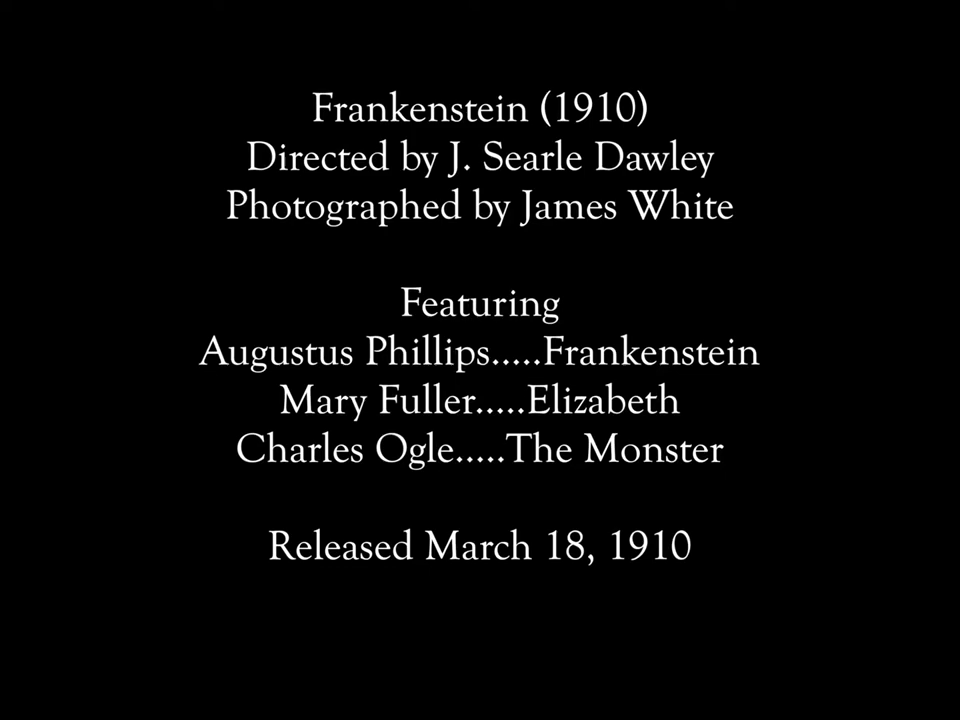 Frankenstein (1910)
Directed by J. Searle Dawley
Photographed by James White
Featuring
Augustus Phillips.....Frankenstein
Mary Fuller.....Elizabeth
Charles Ogle.....The Monster
Released March 18, 1910